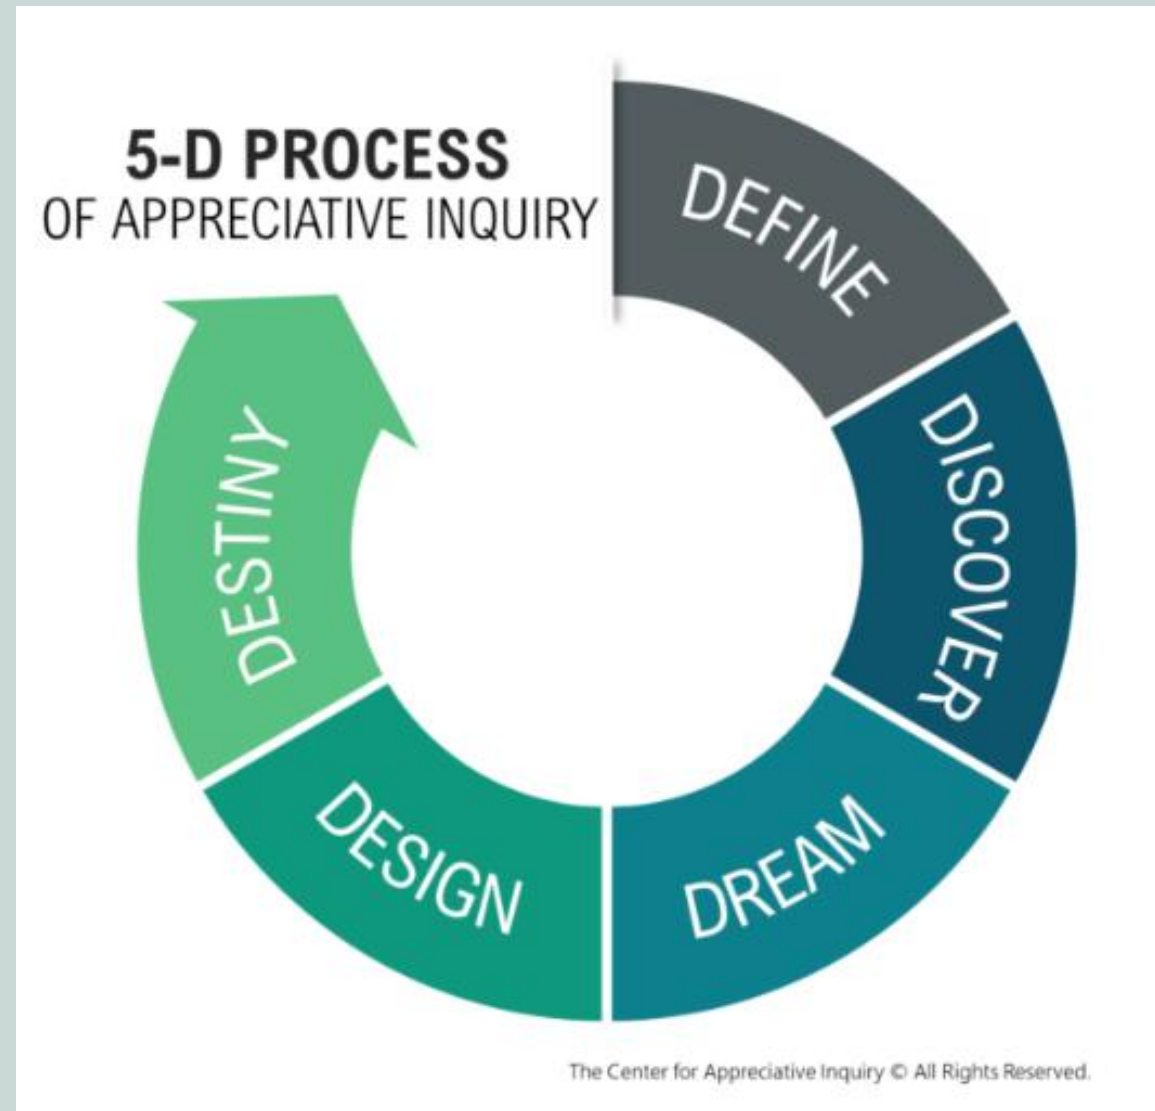 5-D PROCESS
OF APPRECIATIVE INQUIRY
DEFINE
DISCOVER
DREAM
DESIGN
DESTINY
The Center for Appreciative Inquiry © All Rights Reserved.